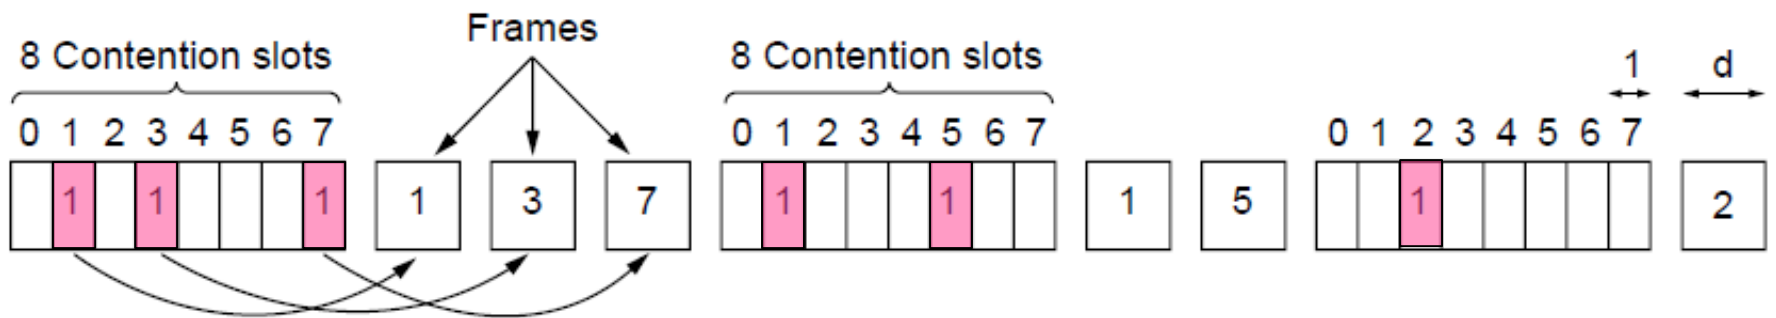 Frames
8 Contention slots 8 Contention slots 1 d
0 1 2 3 4 5 6 7 0 1 2 3 4 5 6 7 0 1 2 3 4 5 6 7
1 1 1 1 3 7 1 1 1 5 1 2